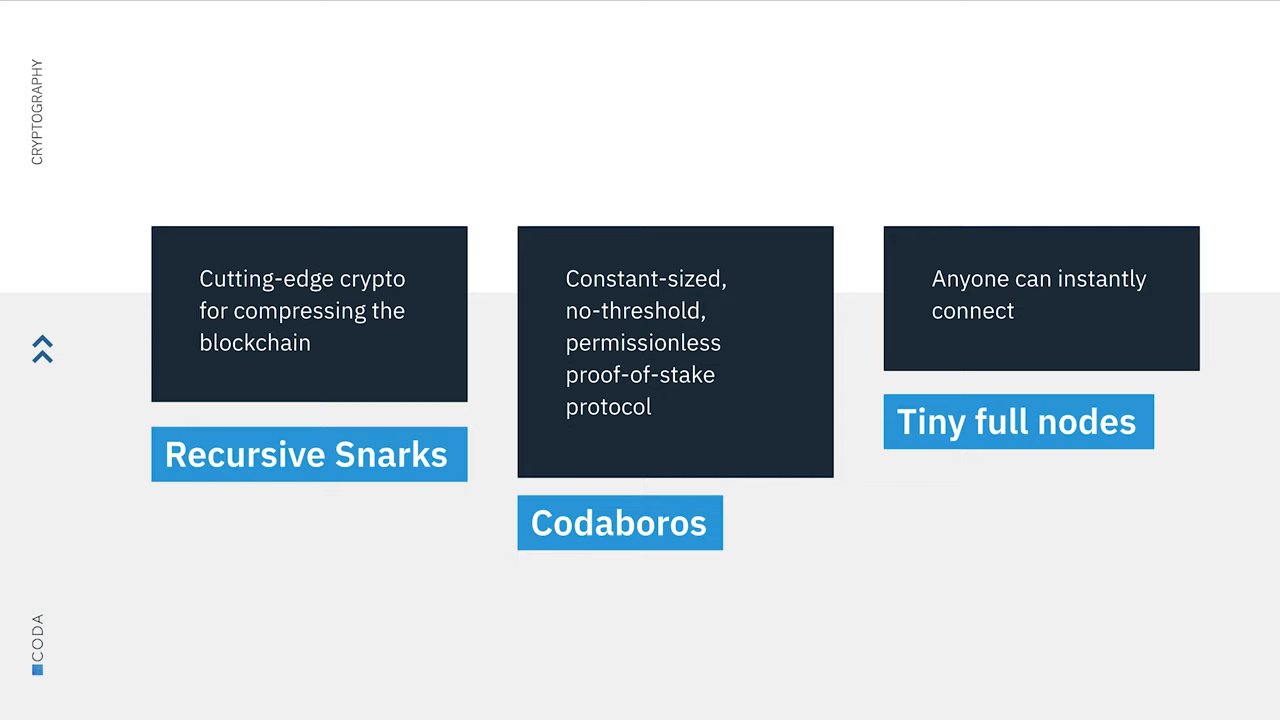 CRYPTOGRAPHY
Cutting-edge crypto
for compressing the
blockchain
Recursive Snarks
Constant-sized,
no-threshold,
permissionless
proof-of-stake
protocol
Codaboros
Anyone can instantly
connect
Tiny full nodes
CODA